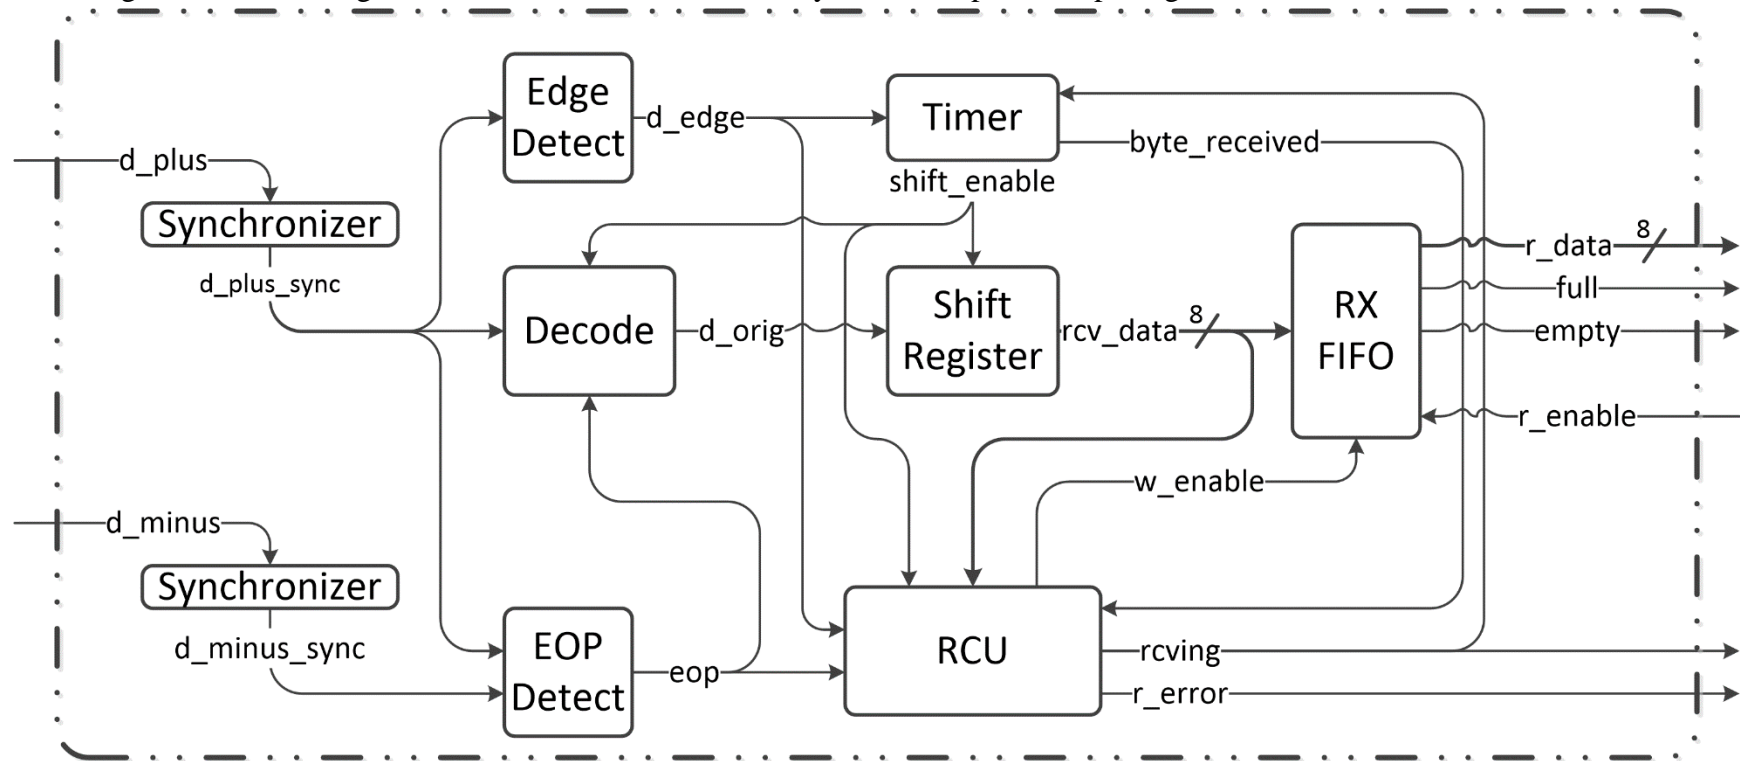 Edge
Detect
d_edge
Timer
byte_received
d_plus
shift_enable
Synchronizer
d_plus_sync
8
r_data
full
Decode
d_orig
Shift
Register
rcv_data
8
RX
FIFO
empty
r_enable
w_enable
d_minus
Synchronizer
d_minus_sync
EOP
Detect
eop
RCU
rcving
r_error